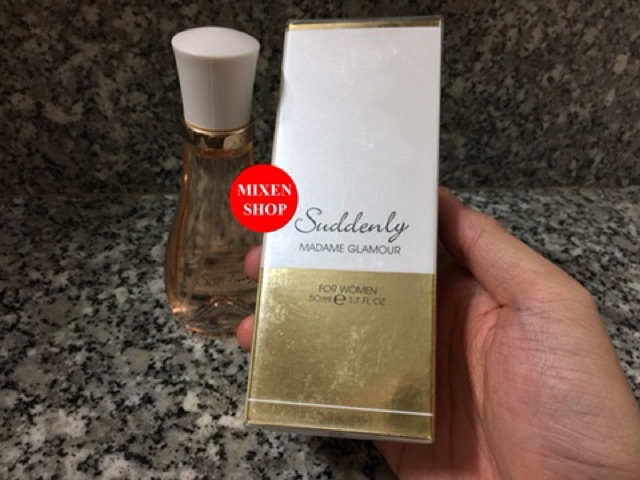 MIXEN
SHOP
Suddenly
MADAME GLAMOUR
FOR WOMEN
50ml ℮ 1.7 FL OZ